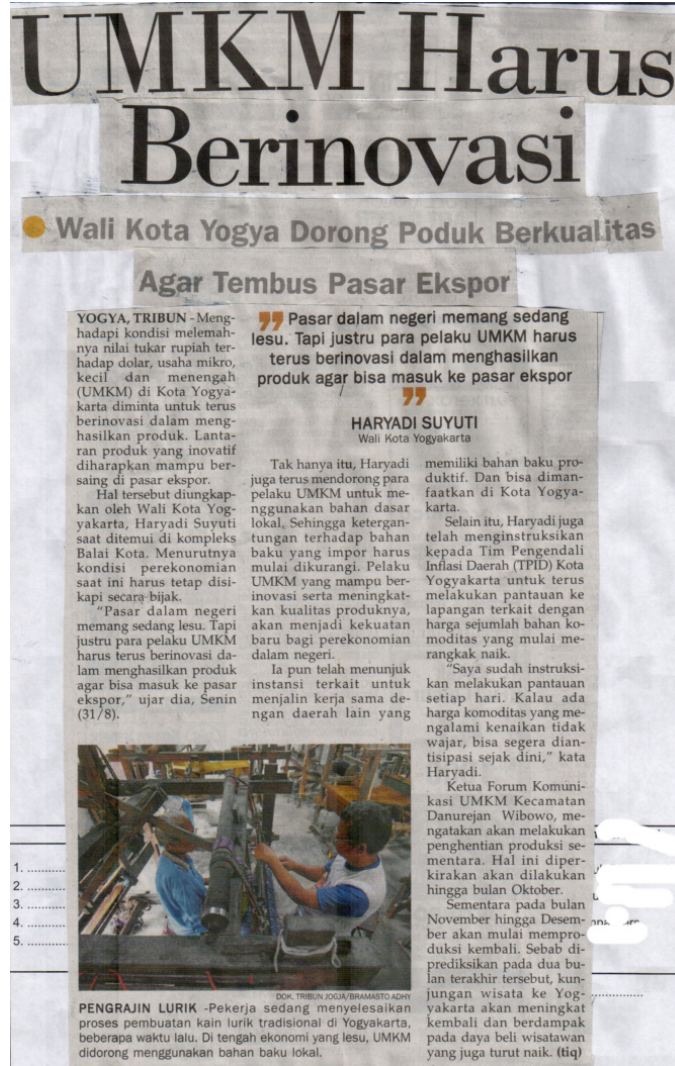 UMKM Harus
Berinovasi
Wali Kota Yogya Dorong Poduk Berkualitas
Agar Tembus Pasar Ekspor
YOGYA, TRIBUN - Meng-
hadapi kondisi melemah-
nya nilai tukar rupiah ter-
hadap dolar, usaha mikro,
kecil dan menengah
(UMKM) di Kota Yogya-
karta diminta untuk terus
berinovasi dalam meng-
hasilkan produk. Lanta-
ran produk yang inovatif
diharapkan mampu ber-
saing di pasar ekspor.
Hal tersebut diungkap-
kan oleh Wali Kota Yog-
yakarta, Haryadi Suyuti
saat ditemui di kompleks
Balai Kota. Menurutnya
kondisi perekonomian
saat ini harus tetap disi-
kapi secara bijak.
"Pasar dalam negeri
memang sedang lesu. Tapi
justru para pelaku UMKM
harus terus berinovasi da-
lam menghasilkan produk
agar bisa masuk ke pasar
ekspor," ujar dia, Senin
(31/8).
"Pasar dalam negeri memang sedang
lesu. Tapi justru para pelaku UMKM harus
terus berinovasi dalam menghasilkan
produk agar bisa masuk ke pasar ekspor
"
HARYADI SUYUTI
Wali Kota Yogyakarta
Tak hanya itu, Haryadi
juga terus mendorong para
pelaku UMKM untuk me-
nggunakan bahan dasar
lokal. Sehingga ketergan-
tungan terhadap bahan
baku yang impor harus
mulai dikurangi. Pelaku
UMKM yang mampu ber-
inovasi serta meningkat-
kan kualitas produknya,
akan menjadi kekuatan
baru bagi perekonomian
dalam negeri.
Ia pun telah menunjuk
instansi terkait untuk
menjalin kerja sama de-
ngan daerah lain yang
memiliki bahan baku pro-
duktif. Dan bisa diman-
faatkan di Kota Yogya-
karta.
Selain itu, Haryadi juga
telah menginstruksikan
kepada Tim Pengendali
Inflasi Daerah (TPID) Kota
Yogyakarta untuk terus
melakukan pantauan ke
lapangan terkait dengan
harga sejumlah bahan ko-
moditas yang mulai me-
rangkak naik.
"Saya sudah instruksi-
kan melakukan pantauan
setiap hari. Kalau ada
harga komoditas yang me-
ngalami kenaikan tidak
wajar, bisa segera dian-
tisipasi sejak dini," kata
Haryadi.
Ketua Forum Komuni-
kasi UMKM Kecamatan
Danurejan Wibowo, me-
ngatakan akan melakukan
penghentian produksi se-
mentara. Hal ini diper-
kirakan akan dilakukan
hingga bulan Oktober.
Sementara pada bulan
November hingga Desem-
ber akan mulai mempro-
duksi kembali. Sebab di-
prediksikan pada dua bu-
lan terakhir tersebut, kun-
jungan wisata ke Yog-
yakarta akan meningkat
kembali dan berdampak
pada daya beli wisatawan
yang juga turut naik. (tiq)
DOK. TRIBUN JOGJA/BRAMASTO ADHY
PENGRAJIN LURIK -Pekerja sedang menyelesaikan
proses pembuatan kain lurik tradisional di Yogyakarta,
beberapa waktu lalu. Di tengah ekonomi yang lesu, UMKM
didorong menggunakan bahan baku lokal.
1. ............
2. ............
3. ............
4. ............
5. ............